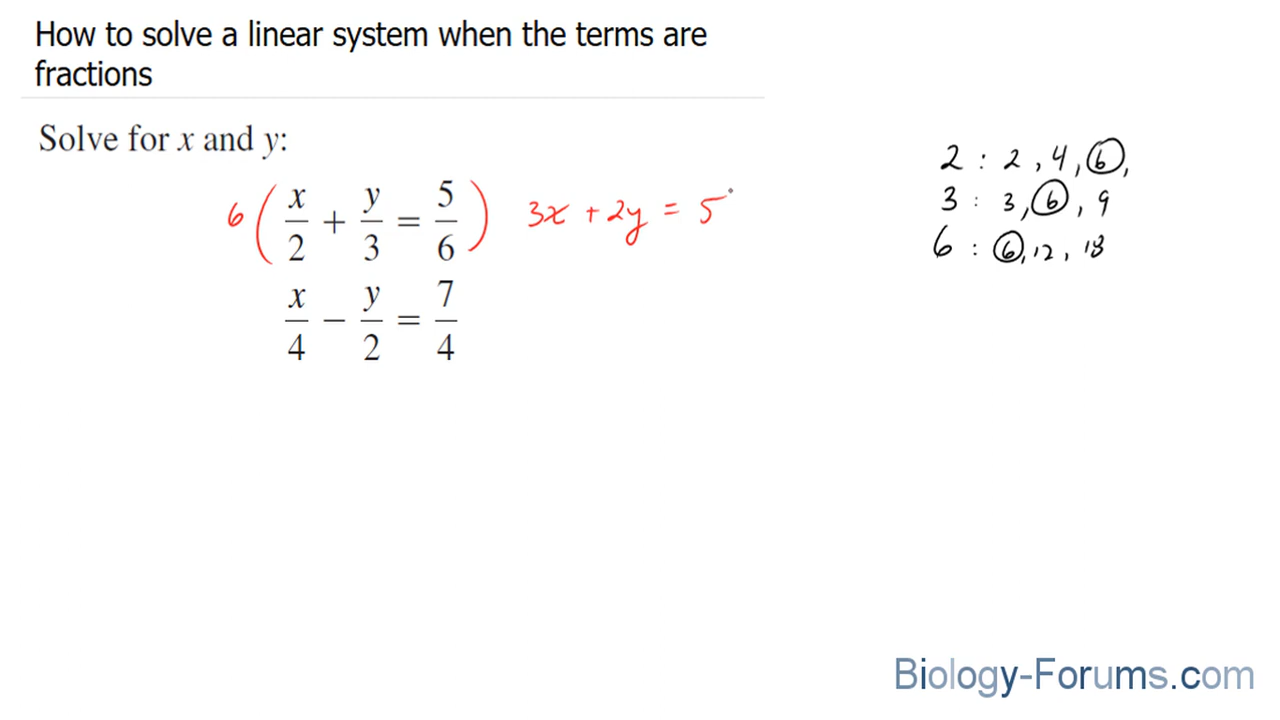 How to solve a linear system when the terms are
fractions
Solve for x and y:
6 ( x/2 + y/3 = 5/6 ) 3x + 2y = 5
x/4 − y/2 = 7/4
2 : 2, 4, 6,
3 : 3, 6, 9
6 : 6, 12, 18
Biology-Forums.com